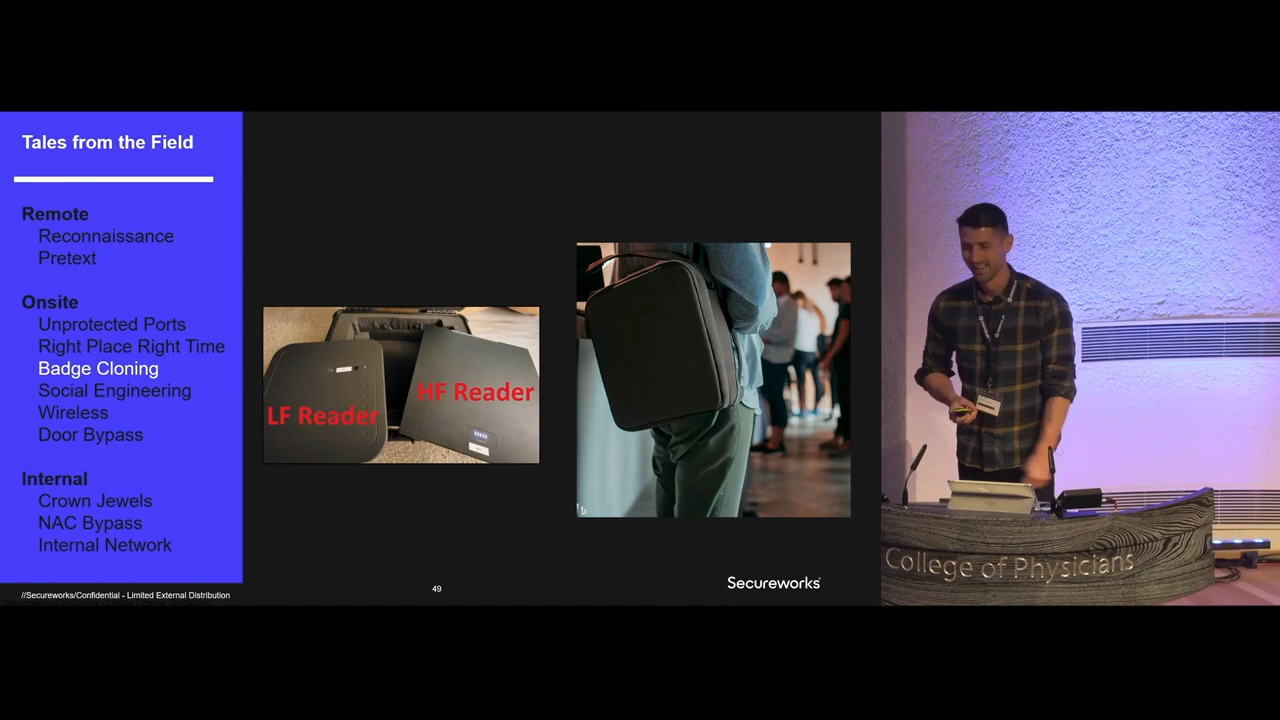 Tales from the Field
Remote
Reconnaissance
Pretext
Onsite
Unprotected Ports
Right Place Right Time
Badge Cloning
Social Engineering
Wireless
Door Bypass
Internal
Crown Jewels
NAC Bypass
Internal Network
LF Reader
HF Reader
//Secureworks/Confidential - Limited External Distribution
49
Secureworks
College of Physicians